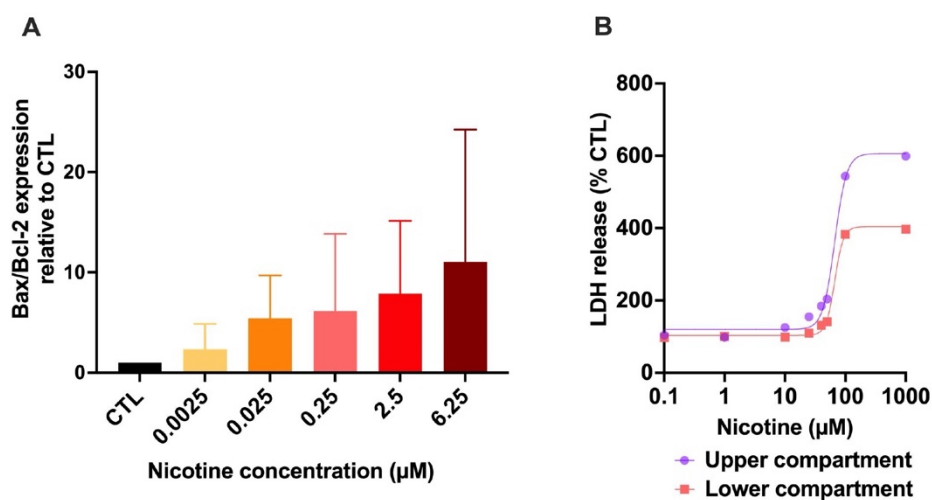 A
Bax/Bcl-2 expression
relative to CTL
30
20
10
0
CTL
0.0025
0.025
0.25
2.5
6.25
Nicotine concentration (µM)
B
LDH release (% CTL)
800
600
400
200
0
0.1
1
10
100
1000
Nicotine (µM)
Upper compartment
Lower compartment